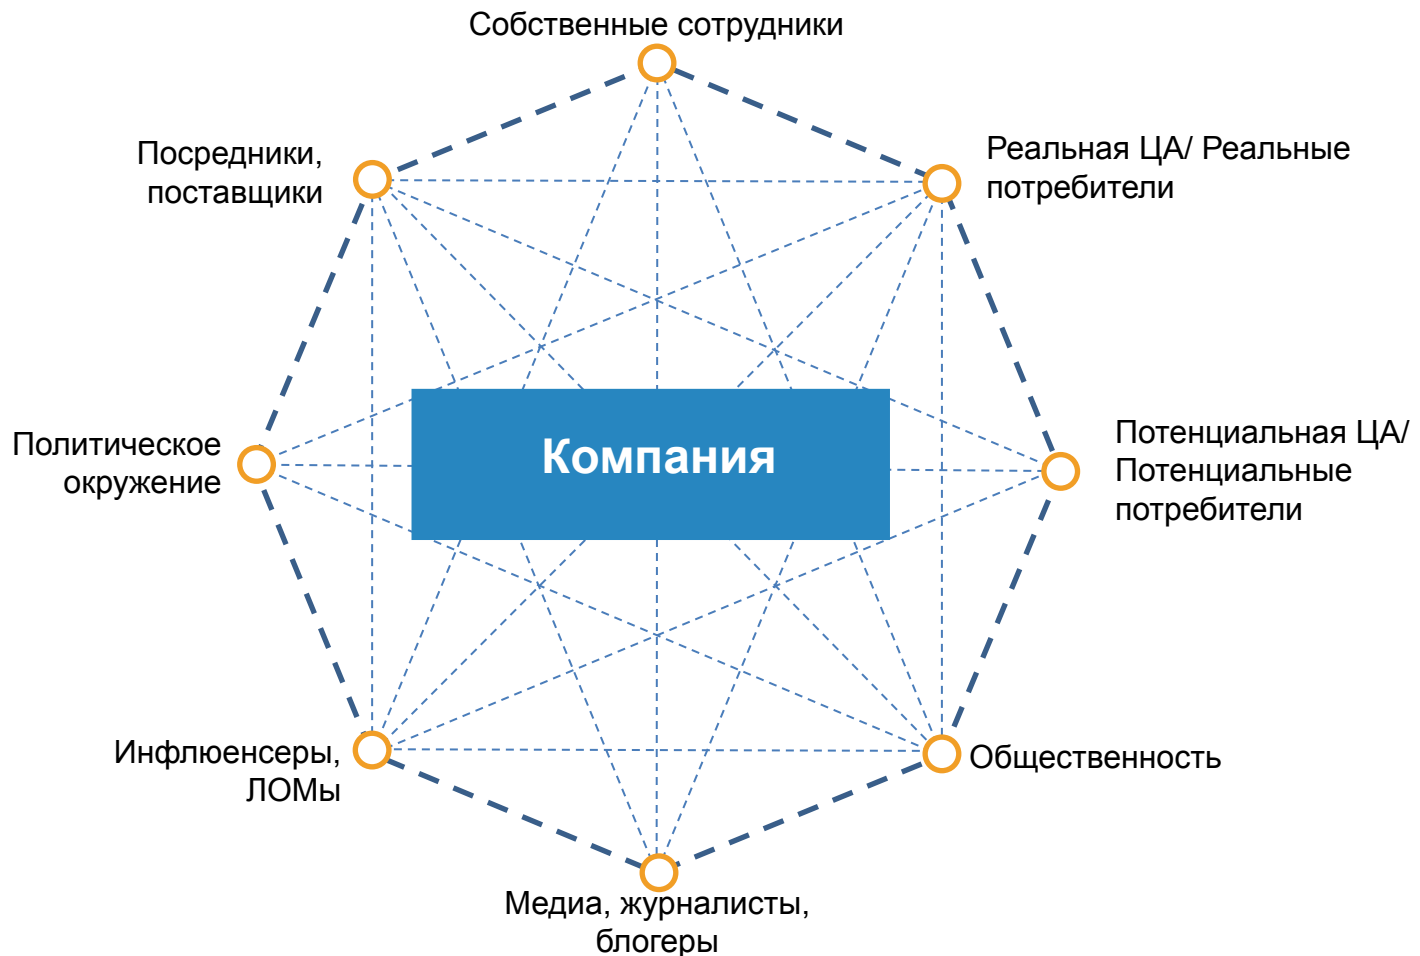 Собственные сотрудники
Посредники,
поставщики
Реальная ЦА/ Реальные
потребители
Политическое
окружение
Компания
Потенциальная ЦА/
Потенциальные
потребители
Инфлюенсеры,
ЛОМы
Общественность
Медиа, журналисты,
блогеры